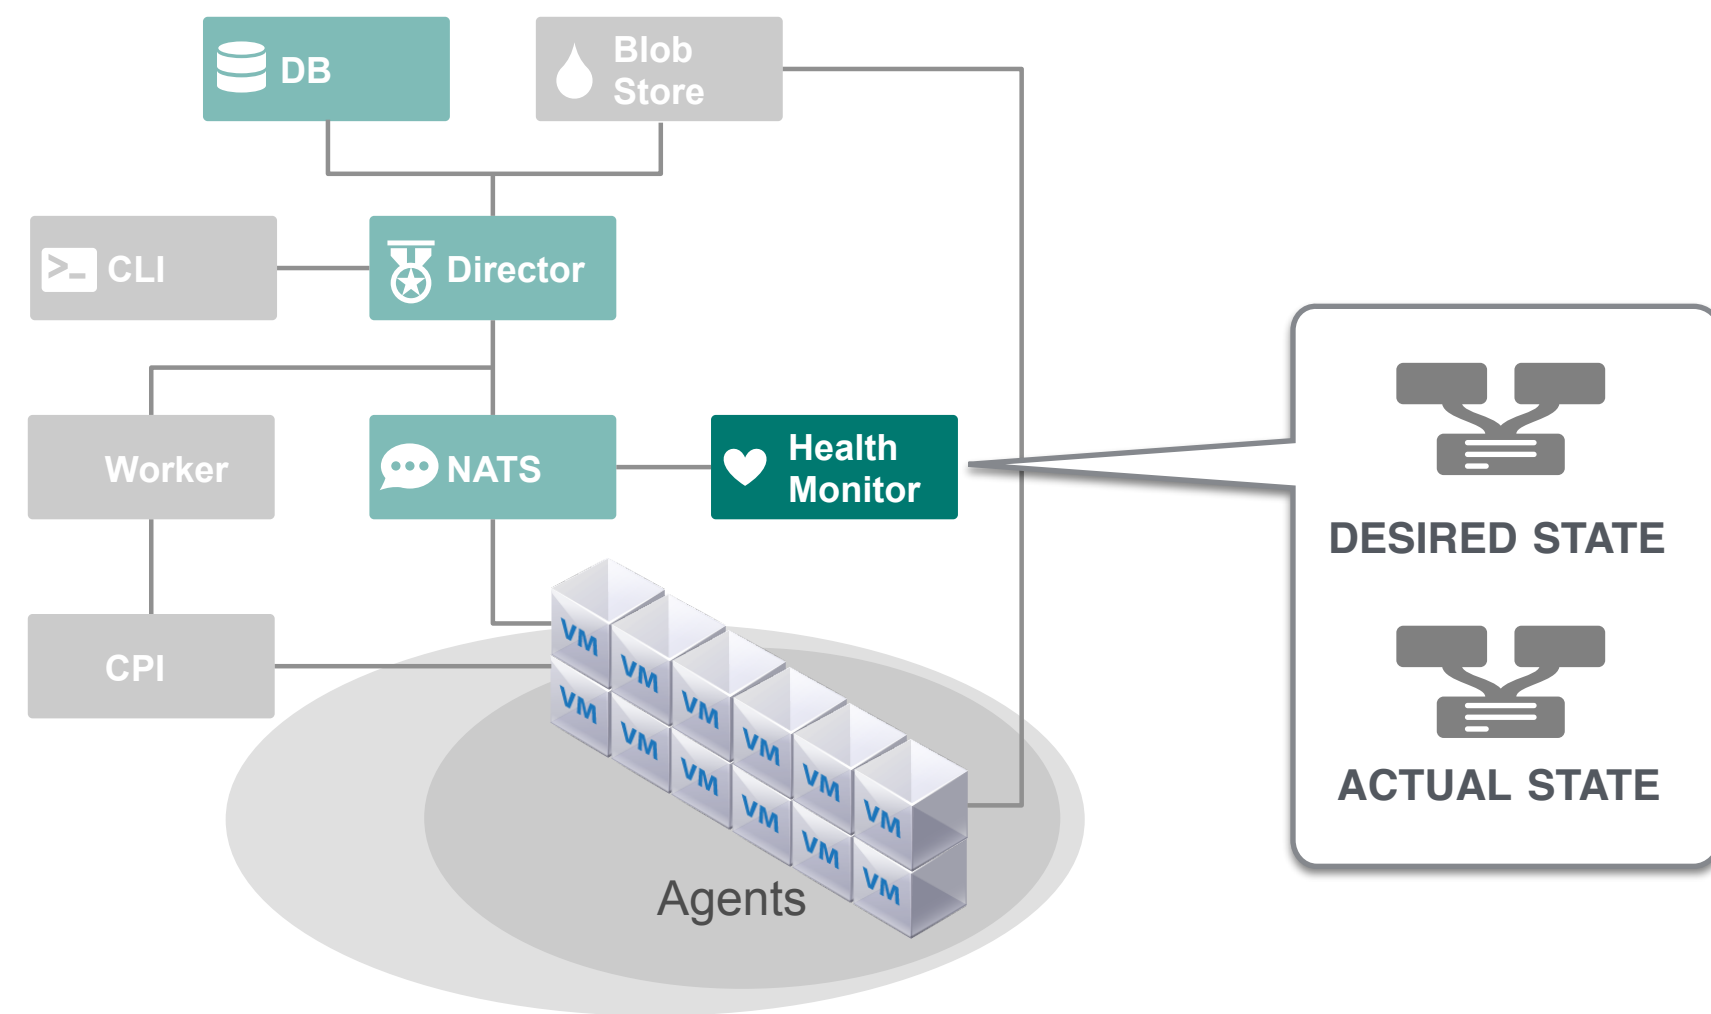 DB
Blob
Store
>_ CLI
Director
Worker
NATS
Health
Monitor
DESIRED STATE
CPI
VM
VM
VM
VM
VM
VM
VM
VM
VM
VM
VM
VM
ACTUAL STATE
Agents